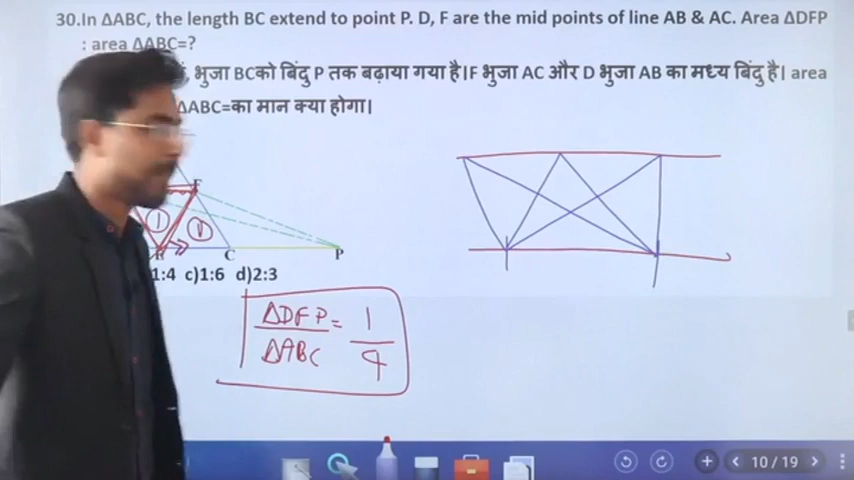 30.In ΔABC, the length BC extend to point P. D, F are the mid points of line AB & AC. Area ΔDFP
: area ΔABC=?
भुजा BCको बिंदु P तक बढ़ाया गया है।F भुजा AC और D भुजा AB का मध्य बिंदु है। area
ΔABC=का मान क्या होगा।
F
1
1
C
P
1:4 c)1:6 d)2:3
ΔDFP = 1
ΔABC 4
10 / 19